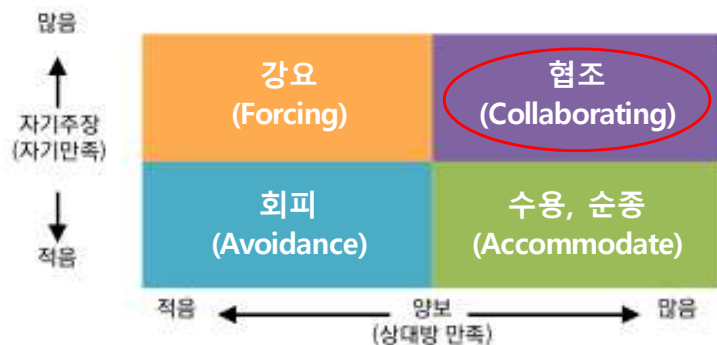 많음
강요
(Forcing)
협조
(Collaborating)
자기주장
(자기만족)
회피
(Avoidance)
수용, 순종
(Accommodate)
적음
적음
양보
많음
(상대방 만족)